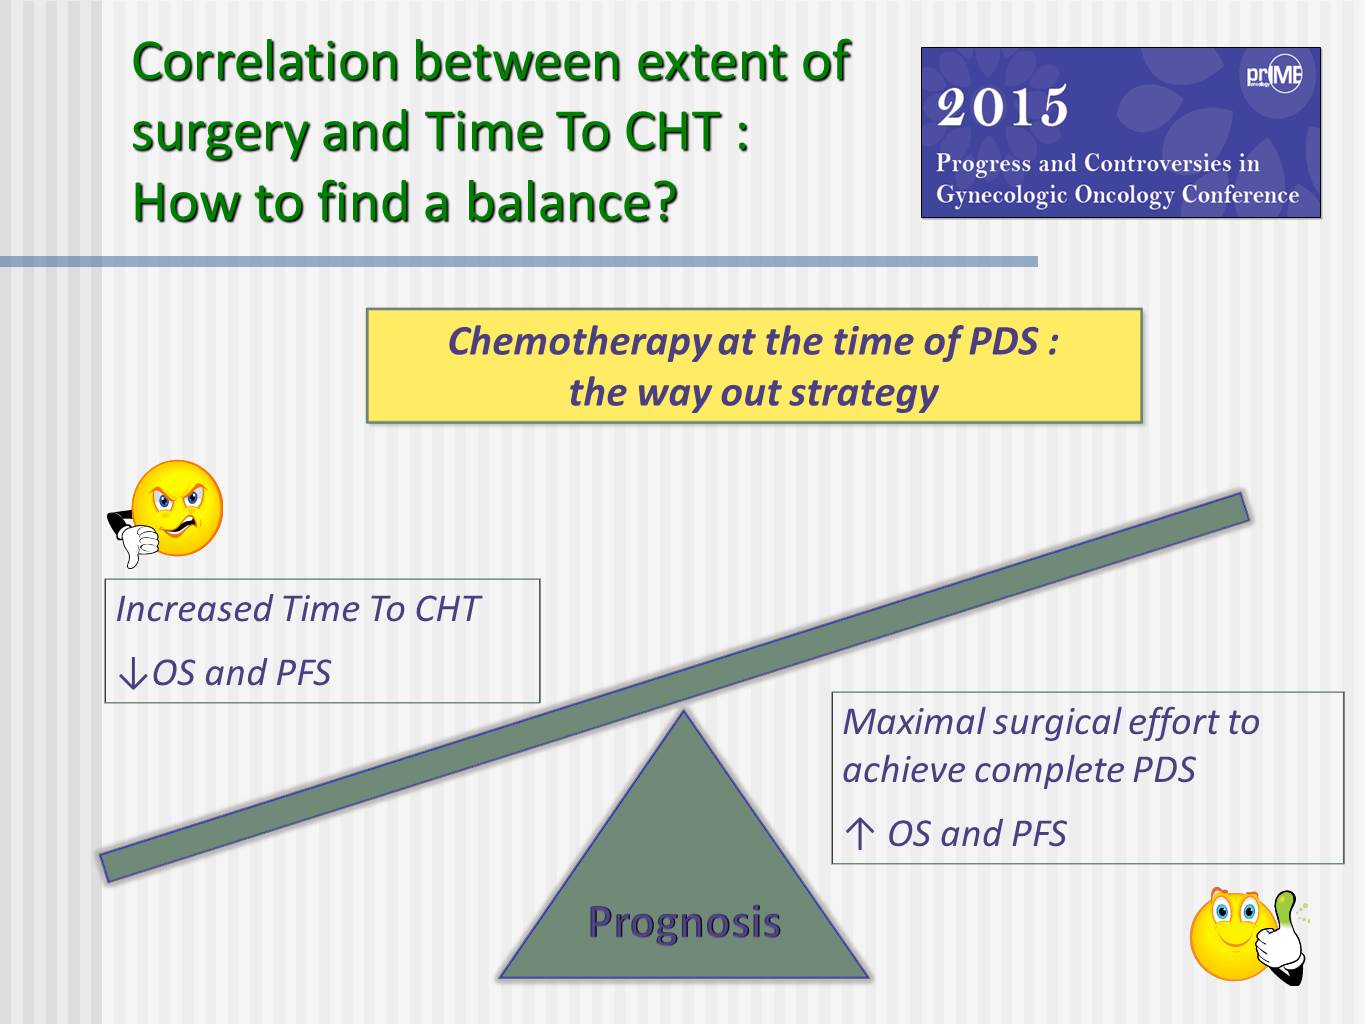 Correlation between extent of
surgery and Time To CHT :
How to find a balance?
prIME
Oncology
2015
Progress and Controversies in
Gynecologic Oncology Conference
Chemotherapy at the time of PDS :
the way out strategy
Increased Time To CHT
↓OS and PFS
Maximal surgical effort to
achieve complete PDS
↑ OS and PFS
Prognosis